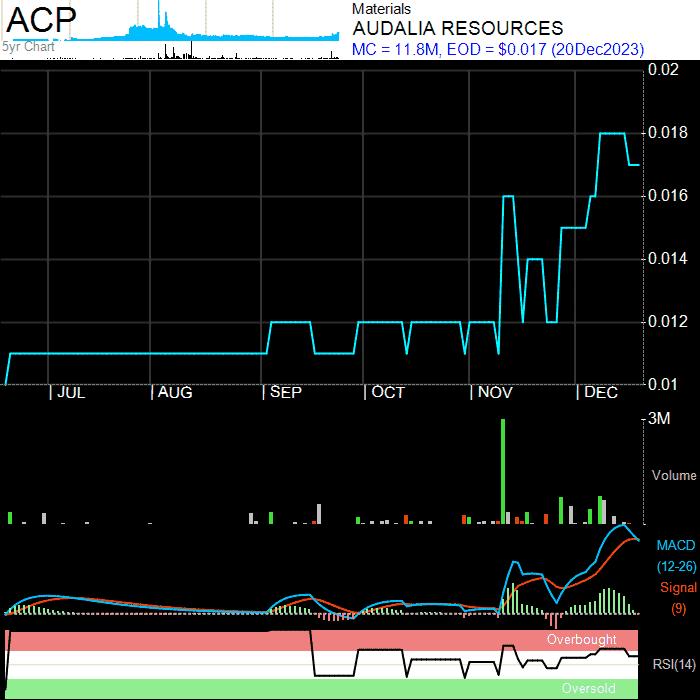 ACP
5yr Chart
Materials
AUDALIA RESOURCES
MC = 11.8M, EOD = $0.017 (20Dec2023)
0.02
0.018
0.016
0.014
0.012
0.01
| JUL | AUG | SEP | OCT | NOV | DEC
3M
Volume
MACD
(12-26)
Signal
(9)
Overbought
RSI(14)
Oversold